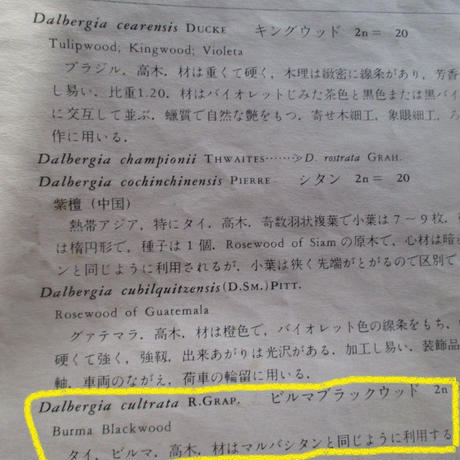 Dalbergia cearensis DUCKE キングウッド 2n = 20
Tulipwood; Kingwood; Violeta
ブラジル．高木．材は重くて硬く，木理は緻密に線条があり，芳香
し易い．比重1.20．材はバイオレットじみた茶色と黒色または黒バイ
に交互して並ぶ．蠟質で自然な艶をもつ．寄せ木細工，象眼細工，ろ
作に用いる．
Dalbergia championii THWAITES……→D. rostrata GRAH.
Dalbergia cochinchinensis PIERRE シタン 2n = 20
紫檀（中国）
熱帯アジア，特にタイ．高木．奇数羽状複葉で小葉は7～9枚，
は楕円形で，種子は1個．Rosewood of Siamの原木で，心材は暗
ンと同じように利用されるが，小葉は狭く先端がとがるので区別で
Dalbergia cubilquitzensis (D.SM.) PITT.
Rosewood of Guatemala
グァテマラ．高木．材は橙色で，バイオレット色の線条をもち，
硬くて強く，強靱，出来あがりは光沢がある．加工し易い．装飾品
軸，車両のながえ，荷車の輪留に用いる．
Dalbergia cultrata R.GRAP. ビルマブラックウッド 2n
Burma Blackwood
タイ，ビルマ．高木．材はマルバシタンと同じように利用する